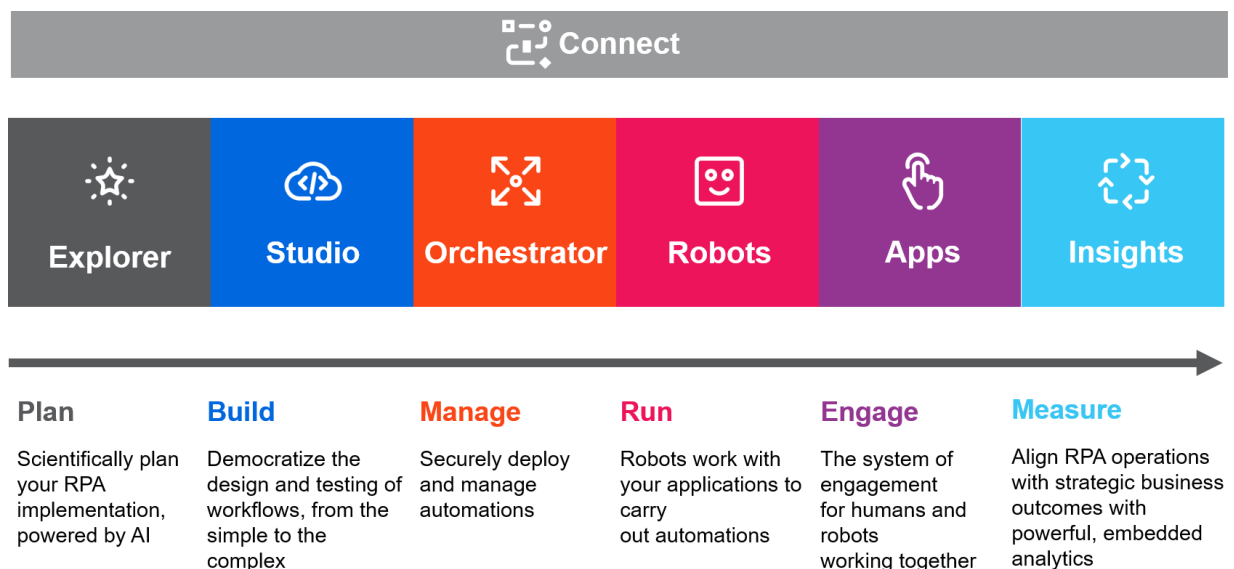 Connect
Explorer
Studio
Orchestrator
Robots
Apps
Insights
Plan
Scientifically plan
your RPA
implementation,
powered by AI
Build
Democratize the
design and testing of
workflows, from the
simple to the
complex
Manage
Securely deploy
and manage
automations
Run
Robots work with
your applications to
carry
out automations
Engage
The system of
engagement
for humans and
robots
working together
Measure
Align RPA operations
with strategic business
outcomes with
powerful, embedded
analytics